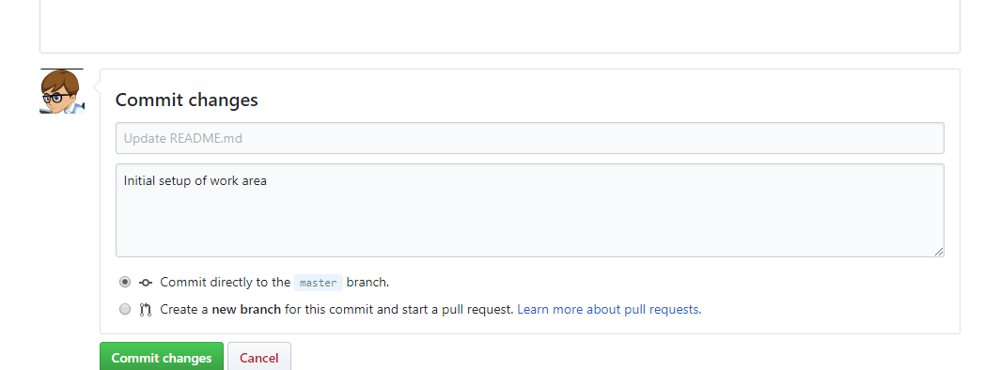 Commit changes
Update README.md
Initial setup of work area
Commit directly to the master branch.
Create a new branch for this commit and start a pull request. Learn more about pull requests.
Commit changes Cancel